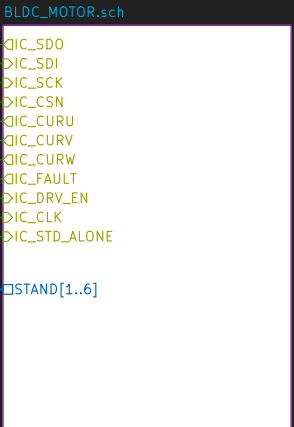 BLDC_MOTOR.sch
IC_SDO
IC_SDI
IC_SCK
IC_CSN
IC_CURU
IC_CURV
IC_CURW
IC_FAULT
IC_DRV_EN
IC_CLK
IC_STD_ALONE
STAND[1..6]